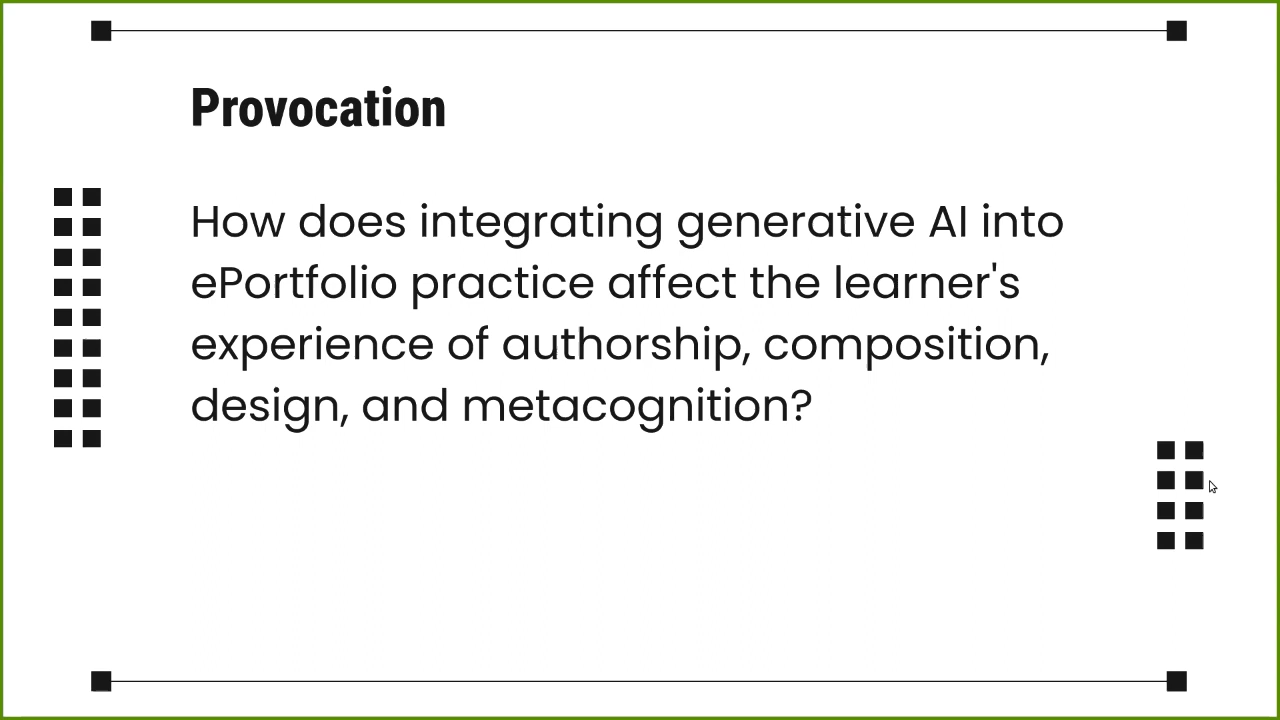 Provocation
How does integrating generative AI into
ePortfolio practice affect the learner's
experience of authorship, composition,
design, and metacognition?